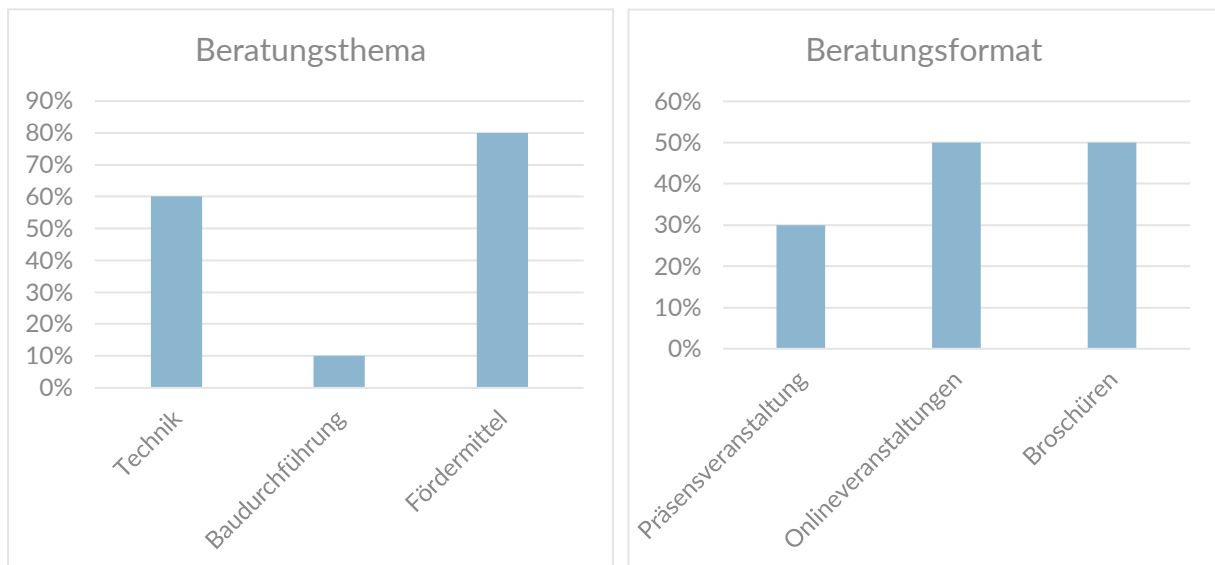 Beratungsthema
90%
80%
70%
60%
50%
40%
30%
20%
10%
0%
Technik
Baudurchführung
Fördermittel
Beratungsformat
60%
50%
40%
30%
20%
10%
0%
Präsensveranstaltung
Onlineveranstaltungen
Broschüren